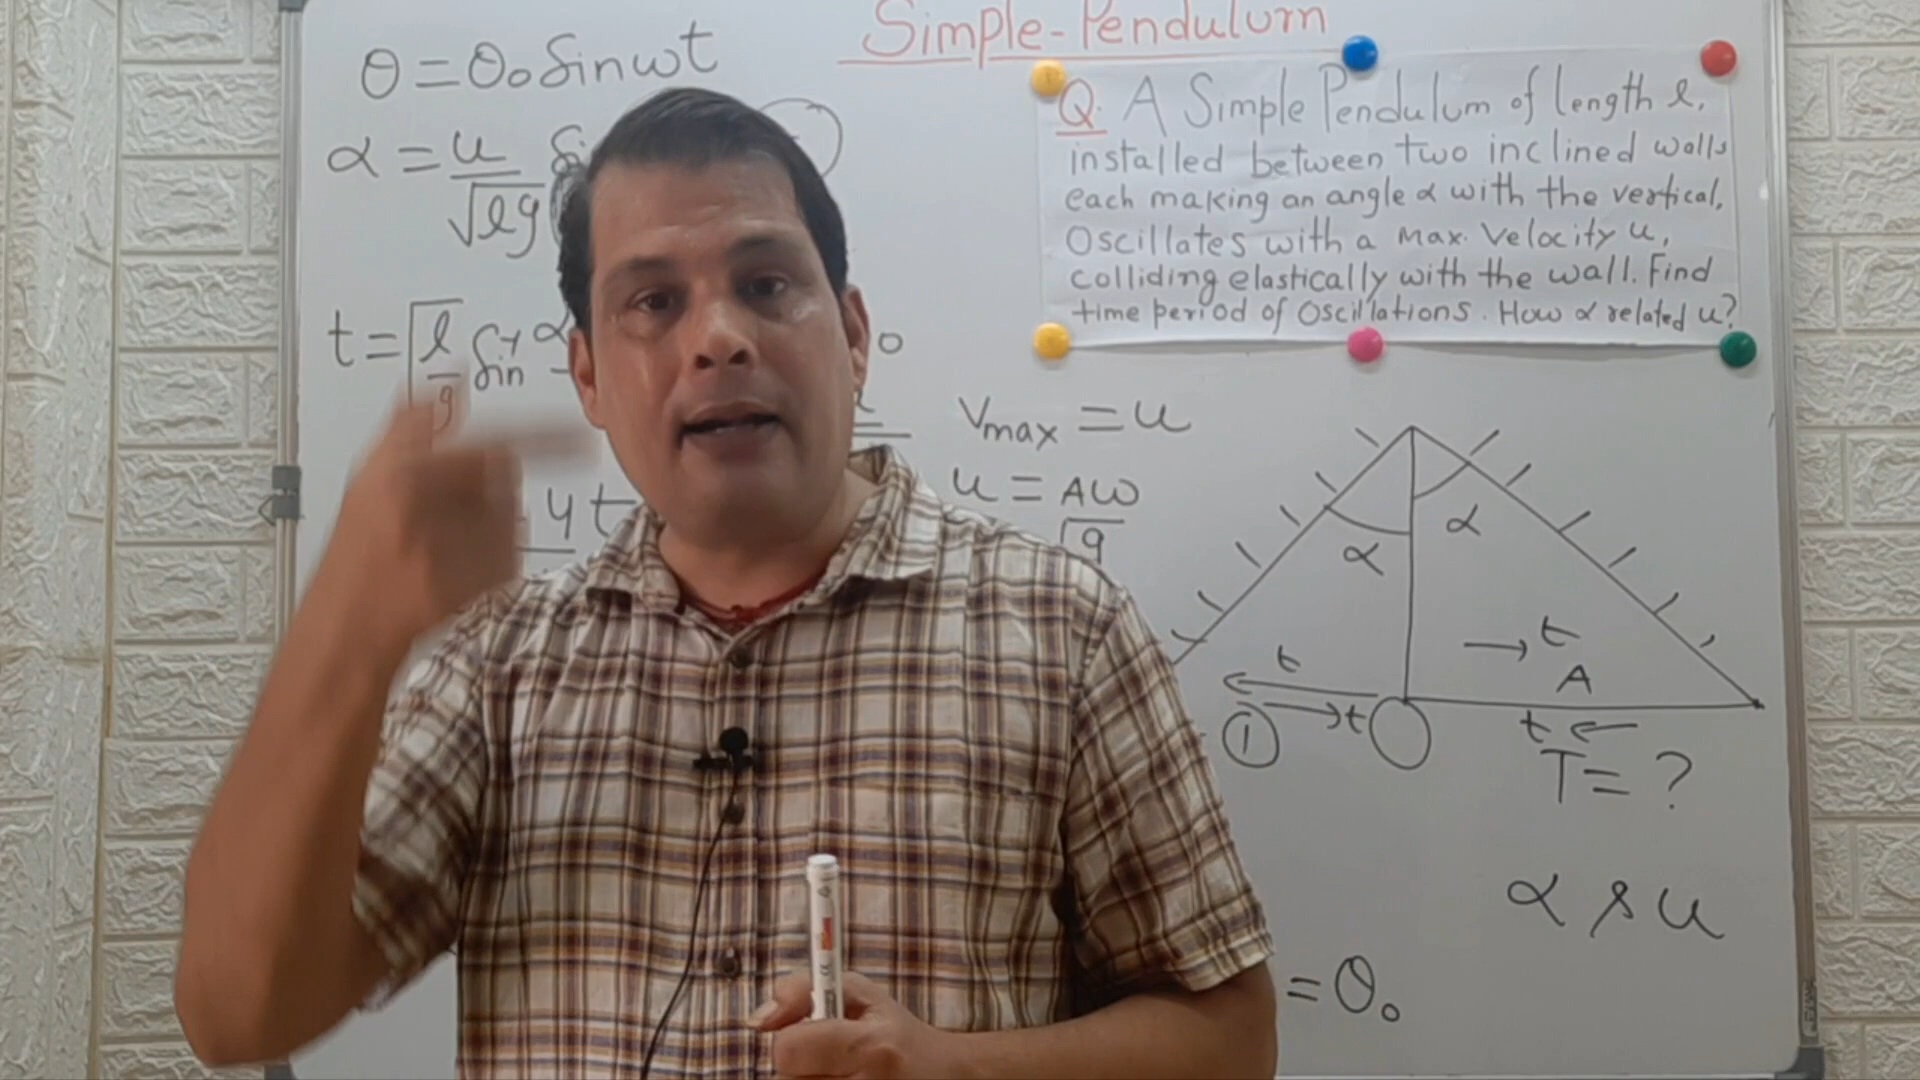 Simple-Pendulum
θ = θ₀ Sinωt
α = u/√(lg)
t = √(l/g) Sin⁻¹ α
0
4t
Vmax = u
u = Aω
√g
Q. A Simple Pendulum of length l,
installed between two inclined walls
each making an angle α with the vertical,
Oscillates with a Max. Velocity u,
colliding elastically with the wall. Find
time period of Oscillations. How α related u?
α
α
t
t
A
t
t
1
T = ?
α & u
= θ₀